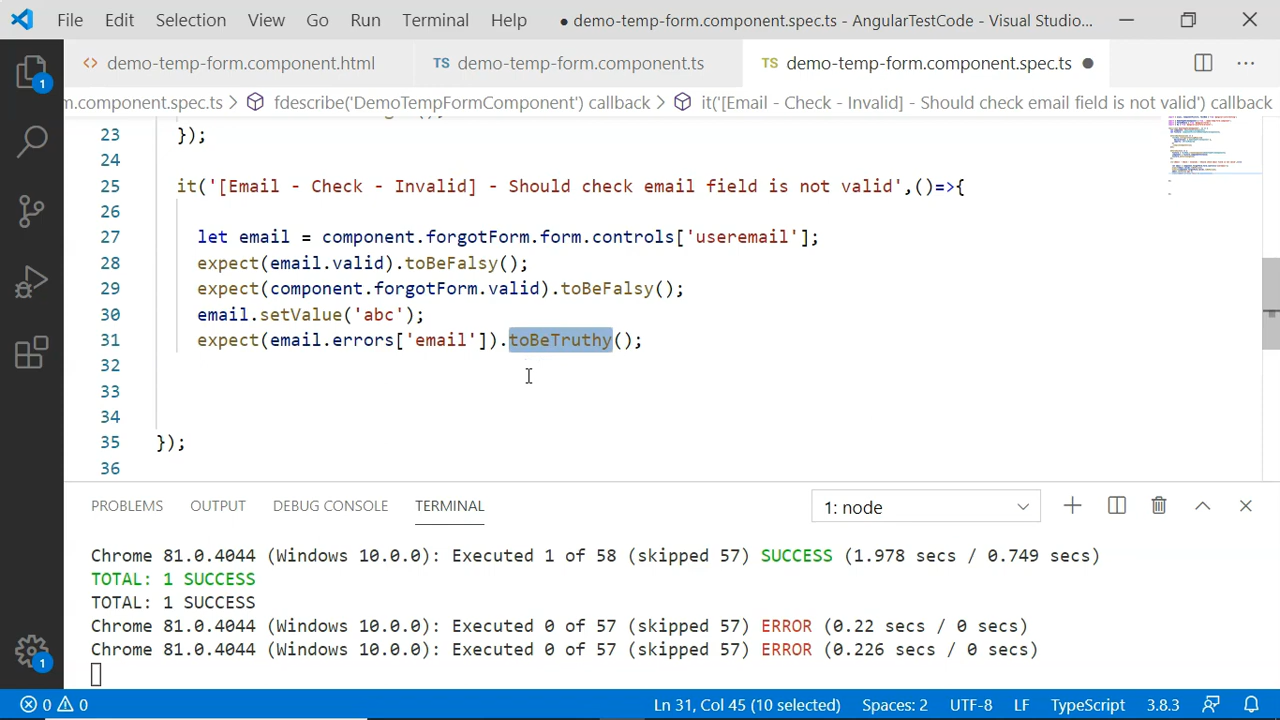 File Edit Selection View Go Run Terminal Help ● demo-temp-form.component.spec.ts - AngularTestCode - Visual Studio...
<> demo-temp-form.component.html TS demo-temp-form.component.ts TS demo-temp-form.component.spec.ts ● ...
m.component.spec.ts > fdescribe('DemoTempFormComponent') callback > it('[Email - Check - Invalid] - Should check email field is not valid') callback
23 });
24
25 it('[Email - Check - Invalid] - Should check email field is not valid',()=>{
26
27 let email = component.forgotForm.form.controls['useremail'];
28 expect(email.valid).toBeFalsy();
29 expect(component.forgotForm.valid).toBeFalsy();
30 email.setValue('abc');
31 expect(email.errors['email']).toBeTruthy();
32
33
34
35 });
36
PROBLEMS OUTPUT DEBUG CONSOLE TERMINAL 1: node
Chrome 81.0.4044 (Windows 10.0.0): Executed 1 of 58 (skipped 57) SUCCESS (1.978 secs / 0.749 secs)
TOTAL: 1 SUCCESS
TOTAL: 1 SUCCESS
Chrome 81.0.4044 (Windows 10.0.0): Executed 0 of 57 (skipped 57) ERROR (0.22 secs / 0 secs)
Chrome 81.0.4044 (Windows 10.0.0): Executed 0 of 57 (skipped 57) ERROR (0.226 secs / 0 secs)
1
1
0 0 Ln 31, Col 45 (10 selected) Spaces: 2 UTF-8 LF TypeScript 3.8.3